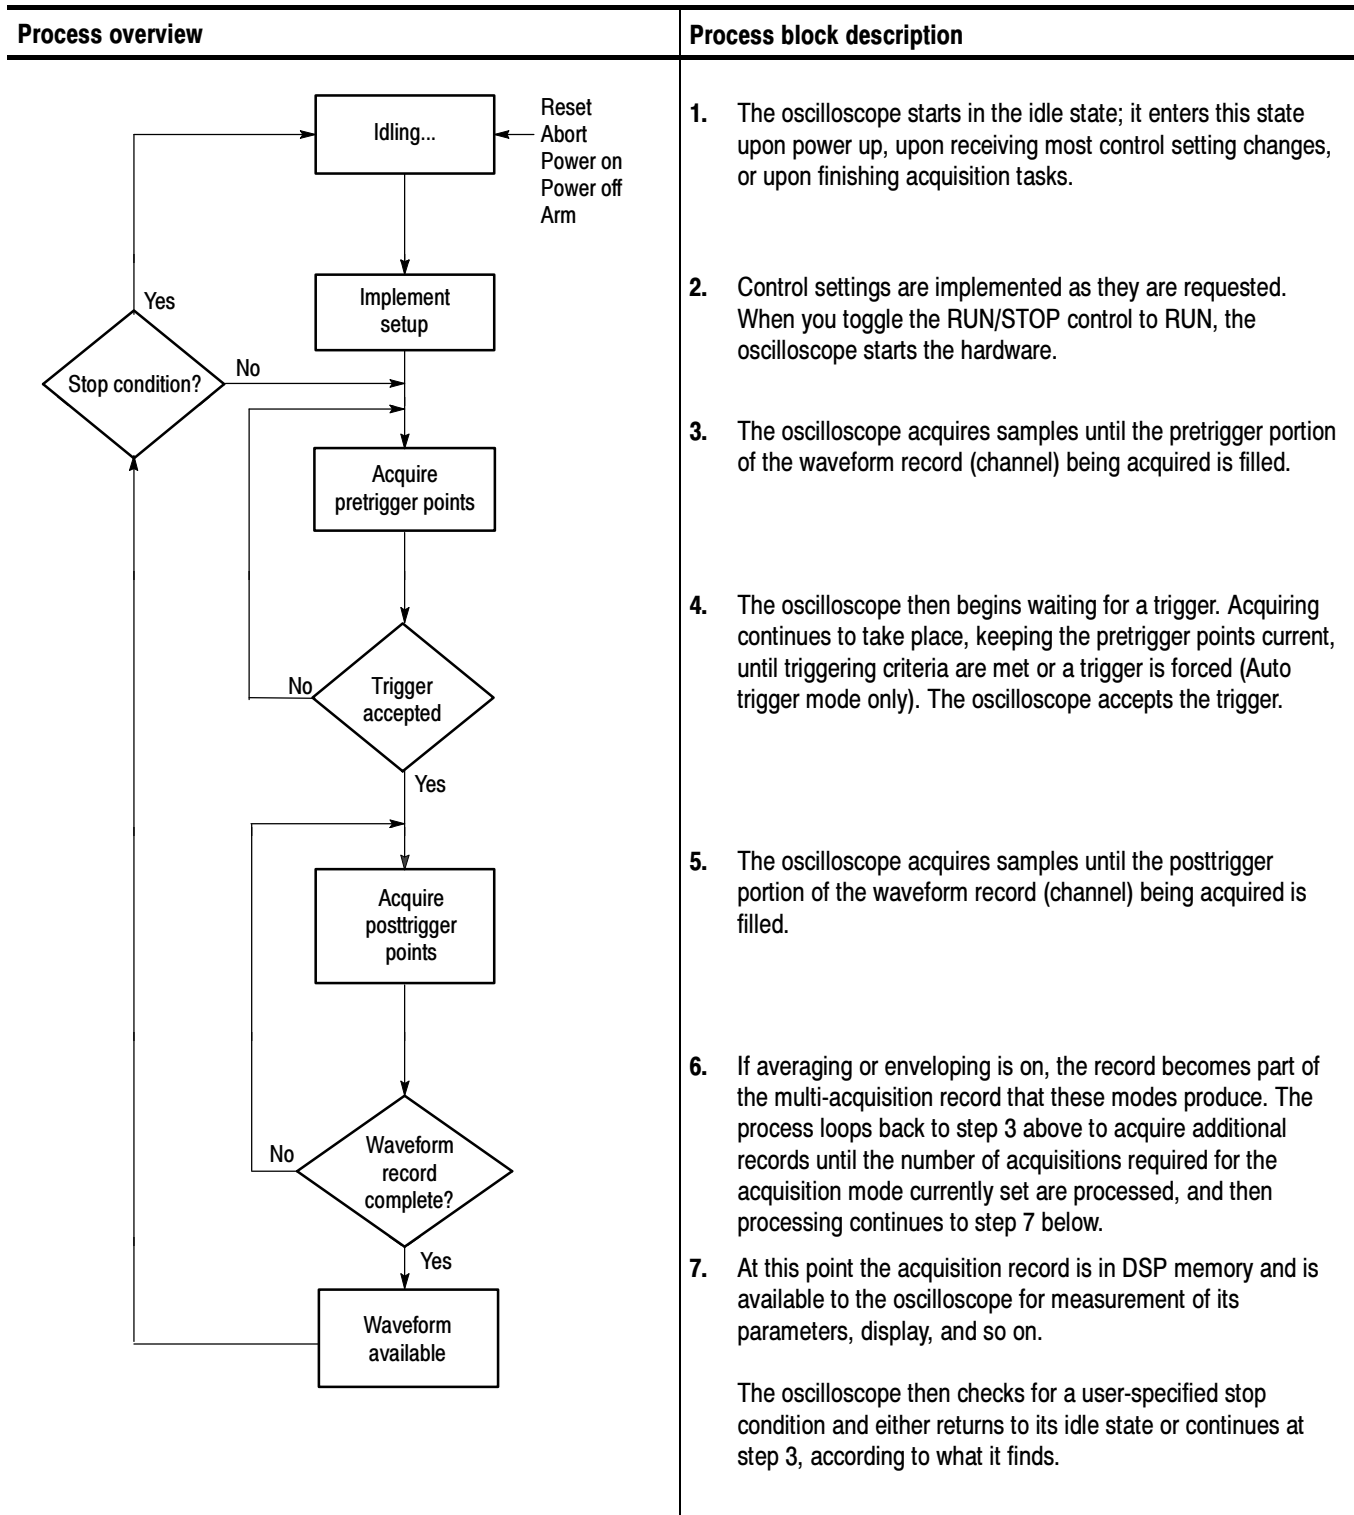 Process overview
Process block description
Idling...
Reset
Abort
Power on
Power off
Arm
Implement
setup
Yes
Stop condition?
No
Acquire
pretrigger points
No
Trigger
accepted
Yes
Acquire
posttrigger
points
No
Waveform
record
complete?
Yes
Waveform
available
1. The oscilloscope starts in the idle state; it enters this state
upon power up, upon receiving most control setting changes,
or upon finishing acquisition tasks.
2. Control settings are implemented as they are requested.
When you toggle the RUN/STOP control to RUN, the
oscilloscope starts the hardware.
3. The oscilloscope acquires samples until the pretrigger portion
of the waveform record (channel) being acquired is filled.
4. The oscilloscope then begins waiting for a trigger. Acquiring
continues to take place, keeping the pretrigger points current,
until triggering criteria are met or a trigger is forced (Auto
trigger mode only). The oscilloscope accepts the trigger.
5. The oscilloscope acquires samples until the posttrigger
portion of the waveform record (channel) being acquired is
filled.
6. If averaging or enveloping is on, the record becomes part of
the multi-acquisition record that these modes produce. The
process loops back to step 3 above to acquire additional
records until the number of acquisitions required for the
acquisition mode currently set are processed, and then
processing continues to step 7 below.
7. At this point the acquisition record is in DSP memory and is
available to the oscilloscope for measurement of its
parameters, display, and so on.
The oscilloscope then checks for a user-specified stop
condition and either returns to its idle state or continues at
step 3, according to what it finds.